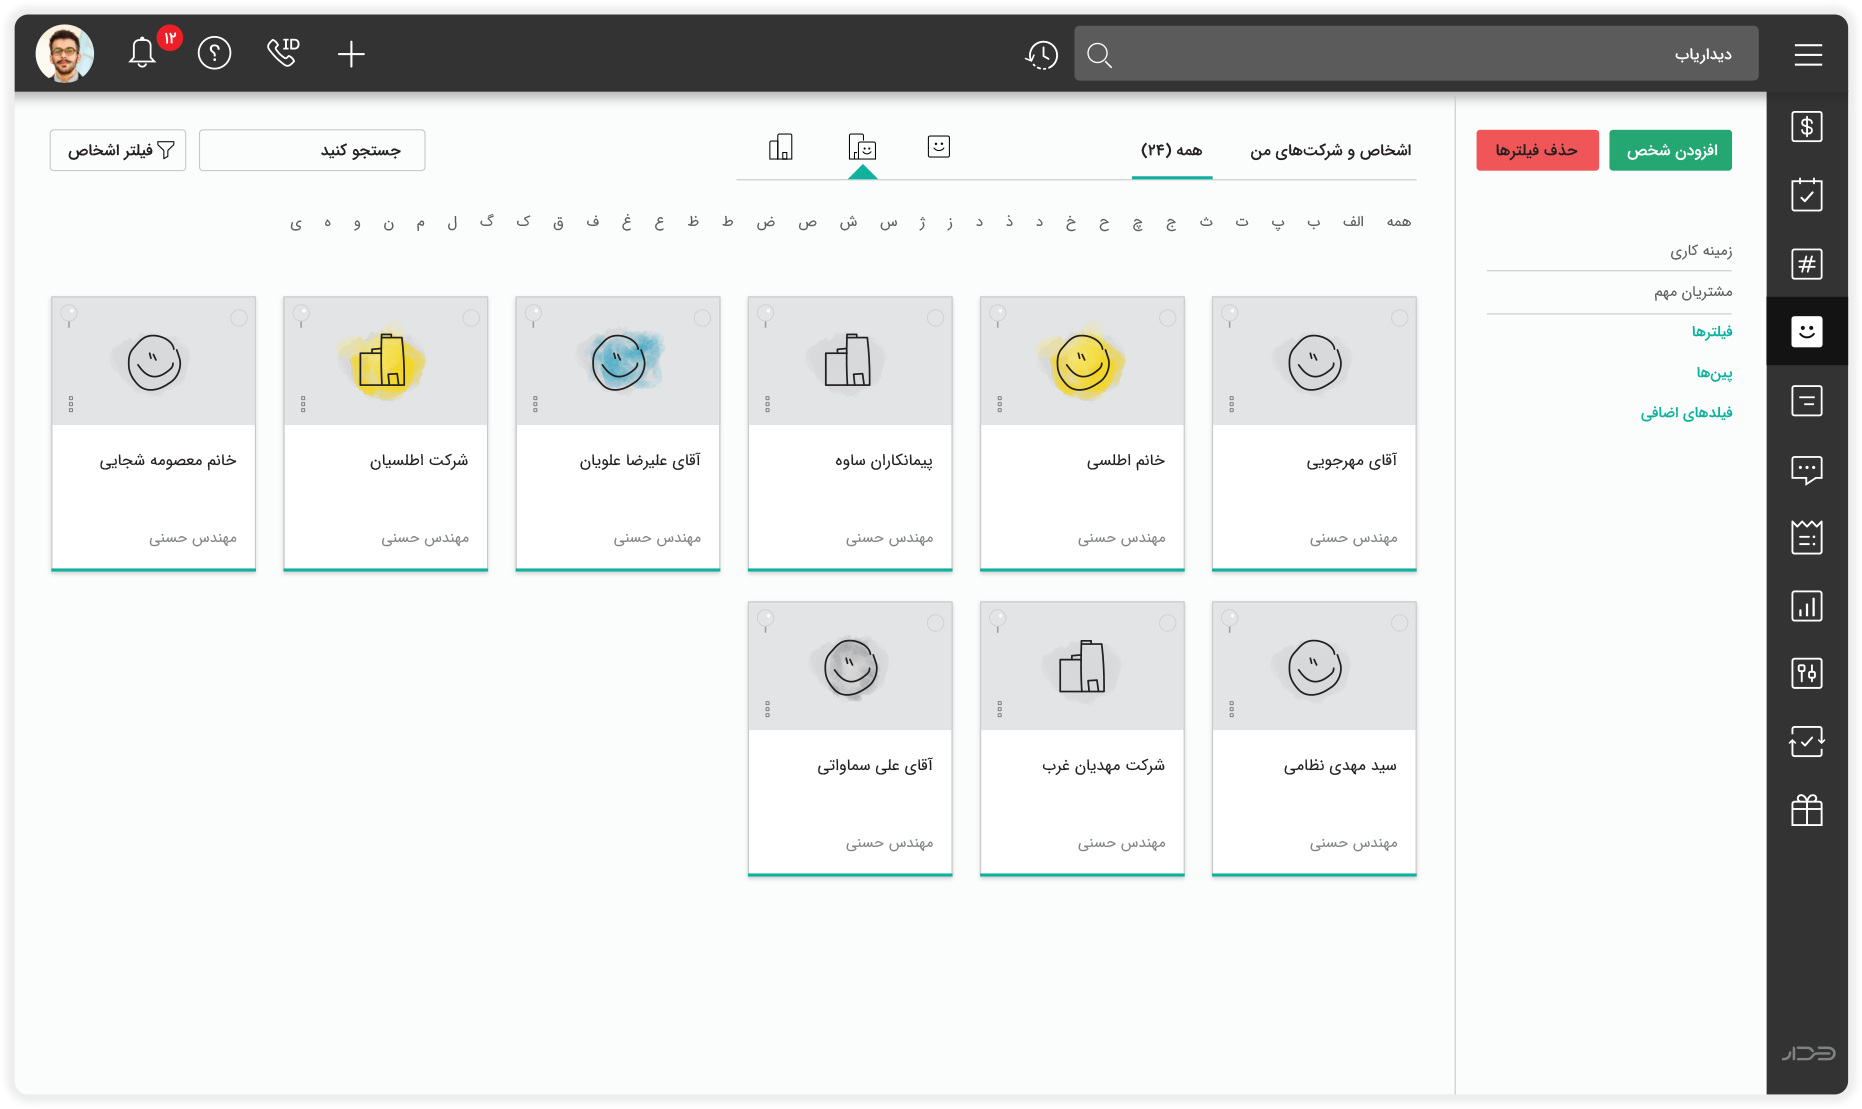 دیداریاب
ID
۱۲
افزودن شخص
حذف فیلترها
زمینه کاری
مشتریان مهم
فیلترها
پین‌ها
فیلدهای اضافی
اشخاص و شرکت‌های من
همه (۲۴)
جستجو کنید
فیلتر اشخاص
همه الف ب پ ت ث ج چ ح خ د ذ د ز ژ س ش ص ض ط ظ ع غ ف ق ک گ ل م ن و ه ی
آقای مهرجویی
مهندس حسنی
خانم اطلسی
مهندس حسنی
پیمانکاران ساوه
مهندس حسنی
آقای علیرضا علویان
مهندس حسنی
شرکت اطلسیان
مهندس حسنی
خانم معصومه شجایی
مهندس حسنی
سید مهدی نظامی
مهندس حسنی
شرکت مهدیان غرب
مهندس حسنی
آقای علی سماواتی
مهندس حسنی
دیدار